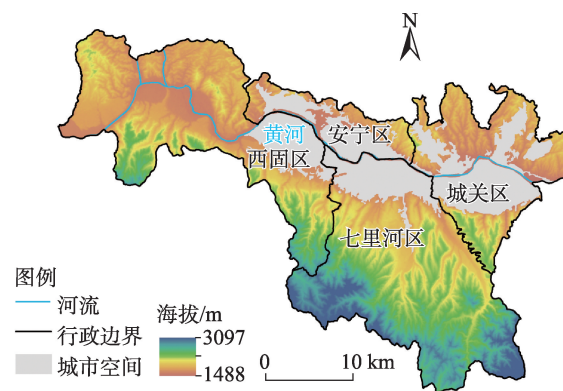 N
黄河
安宁区
西固区
城关区
七里河区
图例
河流
行政边界
城市空间
海拔/m
3097
1488
0 10 km